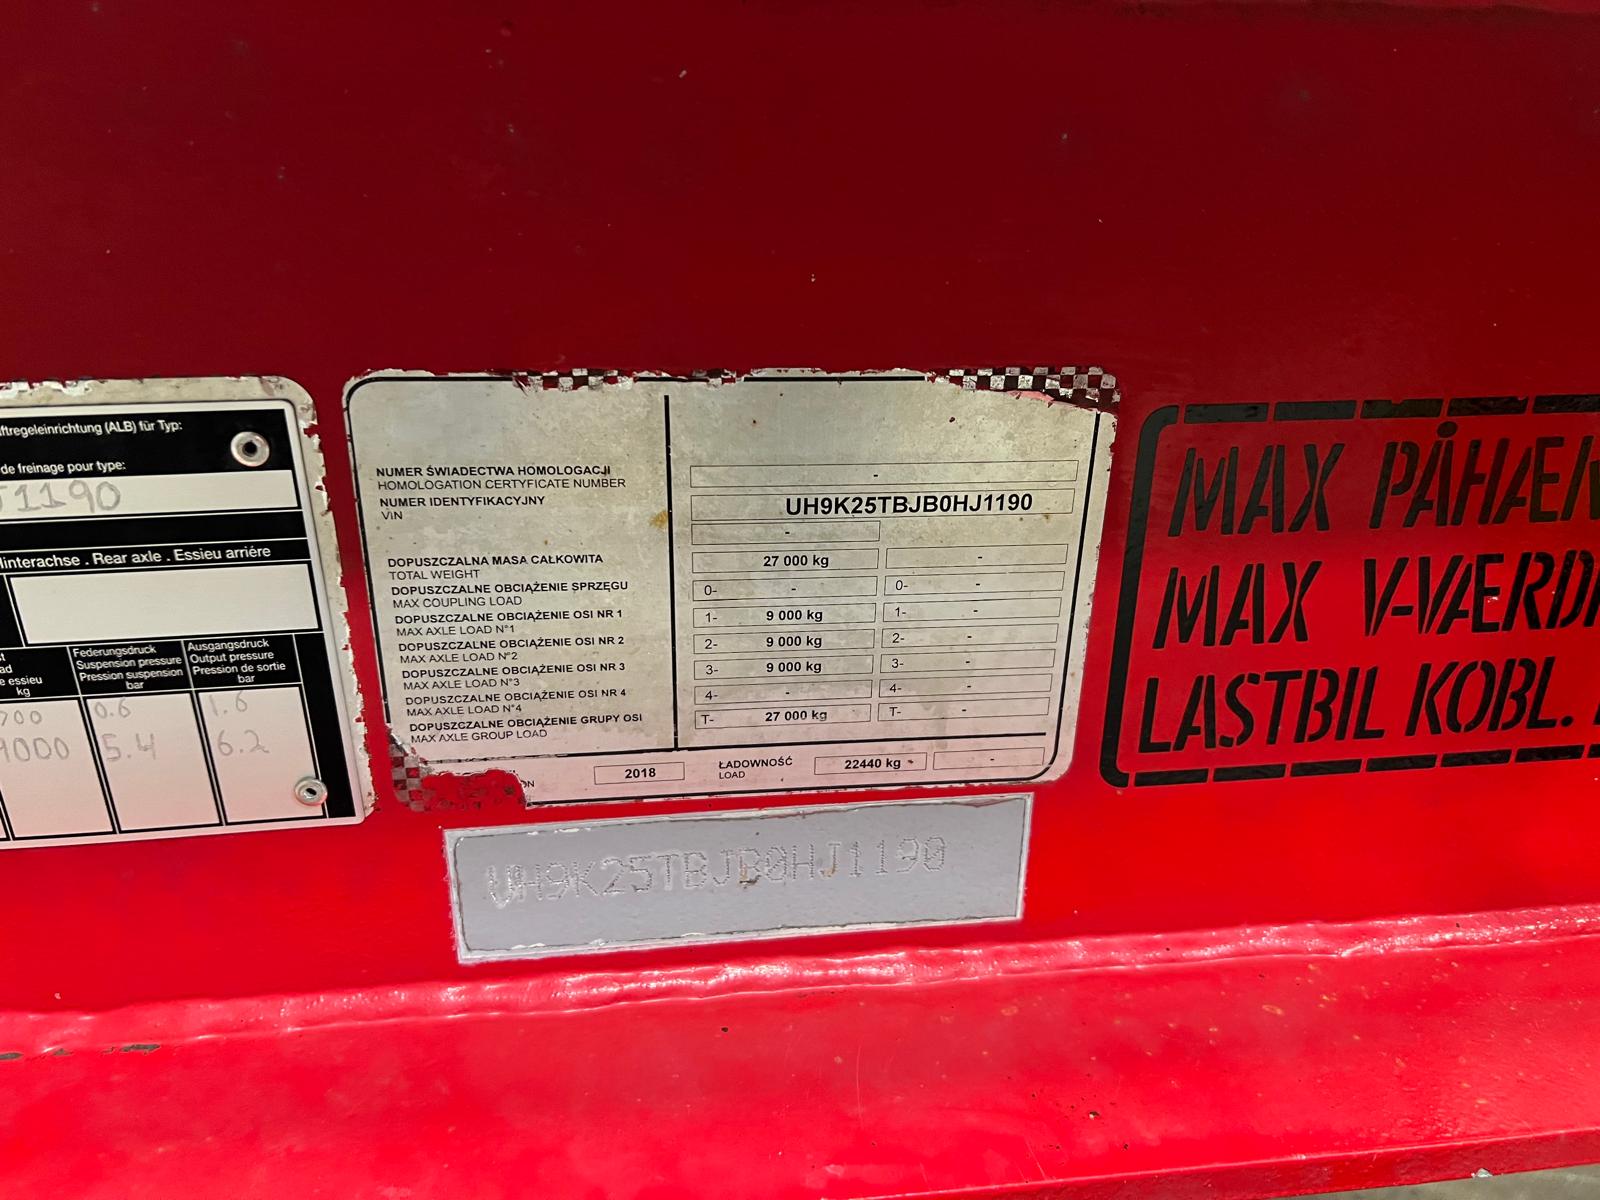 ftregeleinrichtung (ALB) für Typ:
de freinage pour type:
J1190
interachse . Rear axle . Essieu arriére
Federungsdruck
Suspension pressure
Pression suspension
bar
Ausgangsdruck
Output pressure
Pression de sortie
bar
ad
e essieu
kg
700 0.6 1.6
9000 5.4 6.2
NUMER ŚWIADECTWA HOMOLOGACJI
HOMOLOGATION CERTYFICATE NUMBER -
NUMER IDENTYFIKACYJNY
VIN UH9K25TBJB0HJ1190
-
DOPUSZCZALNA MASA CAŁKOWITA
TOTAL WEIGHT 27 000 kg -
DOPUSZCZALNE OBCIĄŻENIE SPRZĘGU
MAX COUPLING LOAD 0- - 0- -
DOPUSZCZALNE OBCIĄŻENIE OSI NR 1
MAX AXLE LOAD N°1 1- 9 000 kg 1- -
DOPUSZCZALNE OBCIĄŻENIE OSI NR 2
MAX AXLE LOAD N°2 2- 9 000 kg 2- -
DOPUSZCZALNE OBCIĄŻENIE OSI NR 3
MAX AXLE LOAD N°3 3- 9 000 kg 3- -
DOPUSZCZALNE OBCIĄŻENIE OSI NR 4
MAX AXLE LOAD N°4 4- - 4- -
DOPUSZCZALNE OBCIĄŻENIE GRUPY OSI
MAX AXLE GROUP LOAD T- 27 000 kg T- -
ON 2018 ŁADOWNOŚĆ
LOAD 22440 kg -
UH9K25TBJB0HJ1190
MAX PÅHÆN
MAX V-VÆRD
LASTBIL KOBL.